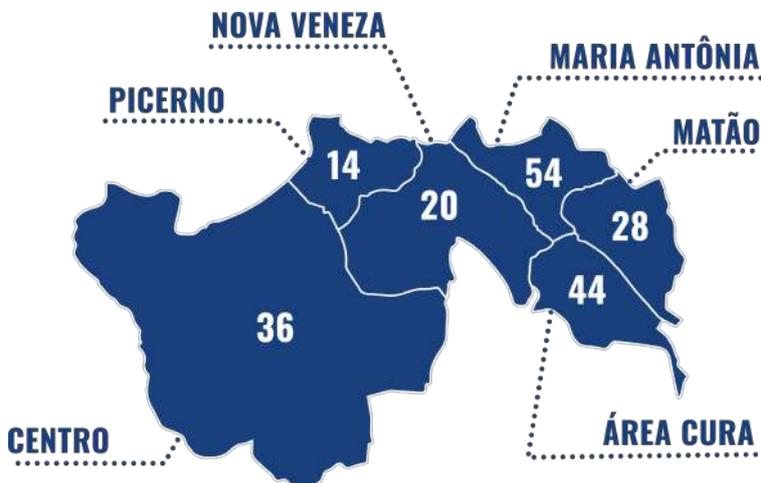 NOVA VENEZA
MARIA ANTÔNIA
PICERNO
MATÃO
14
54
20
28
44
36
CENTRO
ÁREA CURA